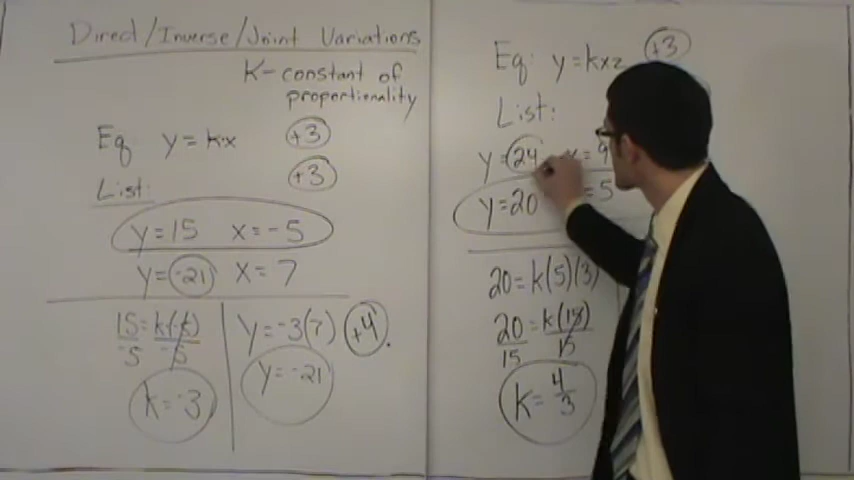 Direct/Inverse/Joint Variations
K-constant of
proportionality
Eq: y=k·x +3
List: +3
y=15 x=-5
y=-21 x=7
15=k(-5)
-5 -5
k=-3
y=-3(7) +4.
y=-21
Eq: y=kxz +3
List:
y=24 x=9
y=20 =5
20=k(5)(3)
20=k(15)
15 15
k=4/3